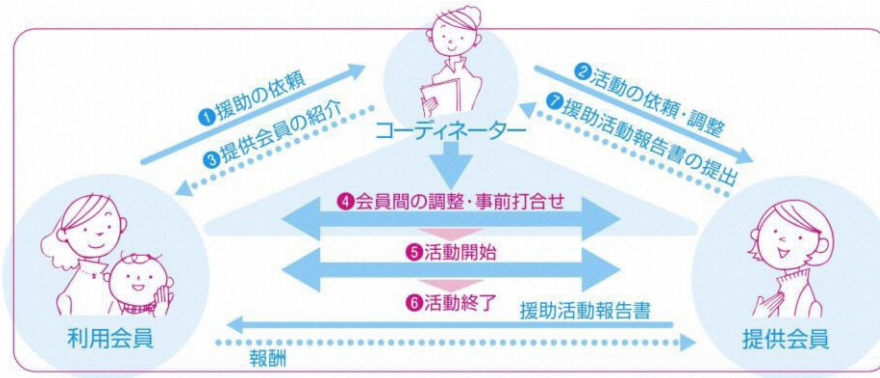 ❶援助の依頼
❷活動の依頼・調整
❸提供会員の紹介
❼援助活動報告書の提出
コーディネーター
❹会員間の調整・事前打合せ
❺活動開始
❻活動終了
援助活動報告書
利用会員
報酬
提供会員